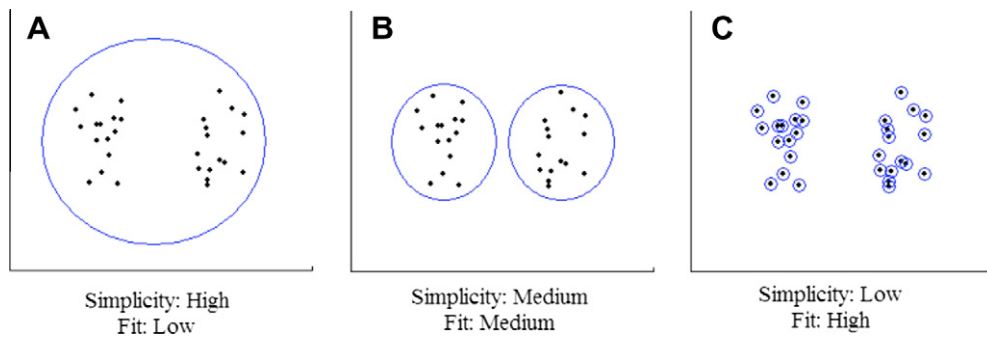 A
B
C
Simplicity: High
Fit: Low
Simplicity: Medium
Fit: Medium
Simplicity: Low
Fit: High